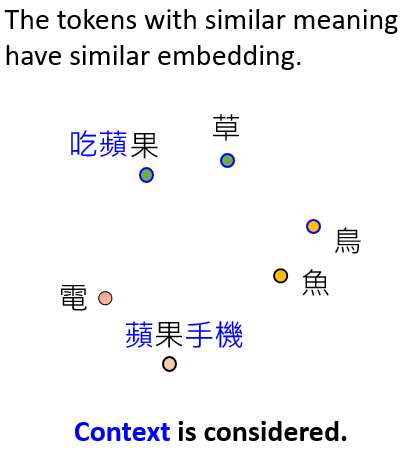 The tokens with similar meaning
have similar embedding.
草
吃蘋果
鳥
魚
電
蘋果手機
Context is considered.